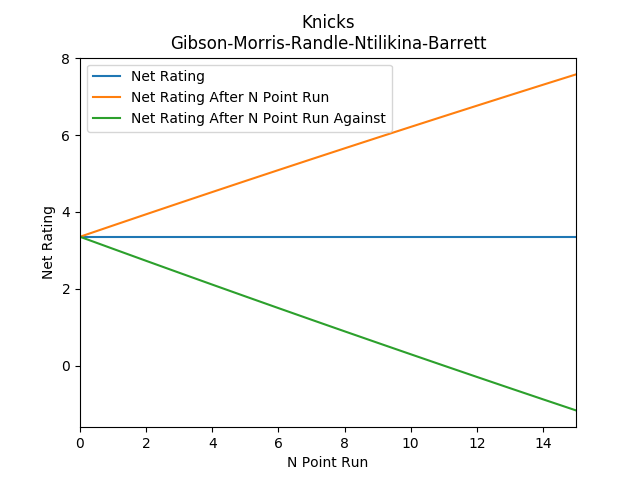 Knicks
Gibson-Morris-Randle-Ntilikina-Barrett
Net Rating
Net Rating After N Point Run
Net Rating After N Point Run Against
8
6
4
2
0
Net Rating
0 2 4 6 8 10 12 14
N Point Run